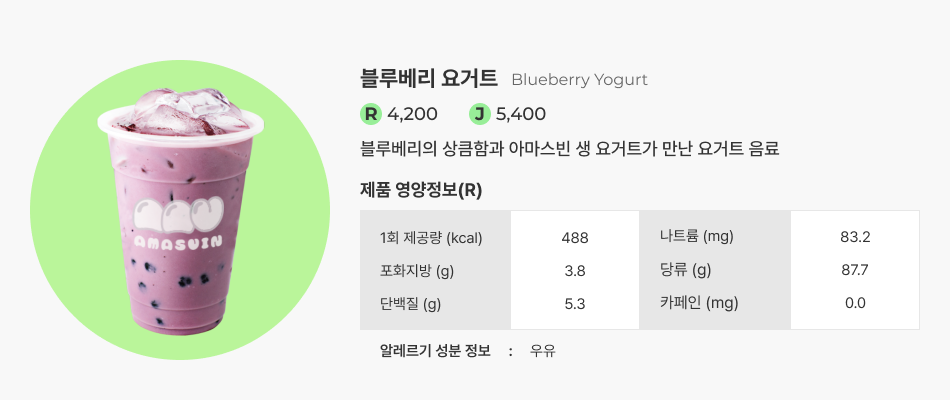 블루베리 요거트 Blueberry Yogurt
R 4,200 J 5,400
블루베리의 상큼함과 아마스빈 생 요거트가 만난 요거트 음료
제품 영양정보(R)
1회 제공량 (kcal) 488 나트륨 (mg) 83.2
포화지방 (g) 3.8 당류 (g) 87.7
단백질 (g) 5.3 카페인 (mg) 0.0
알레르기 성분 정보 : 우유
AMASVIN